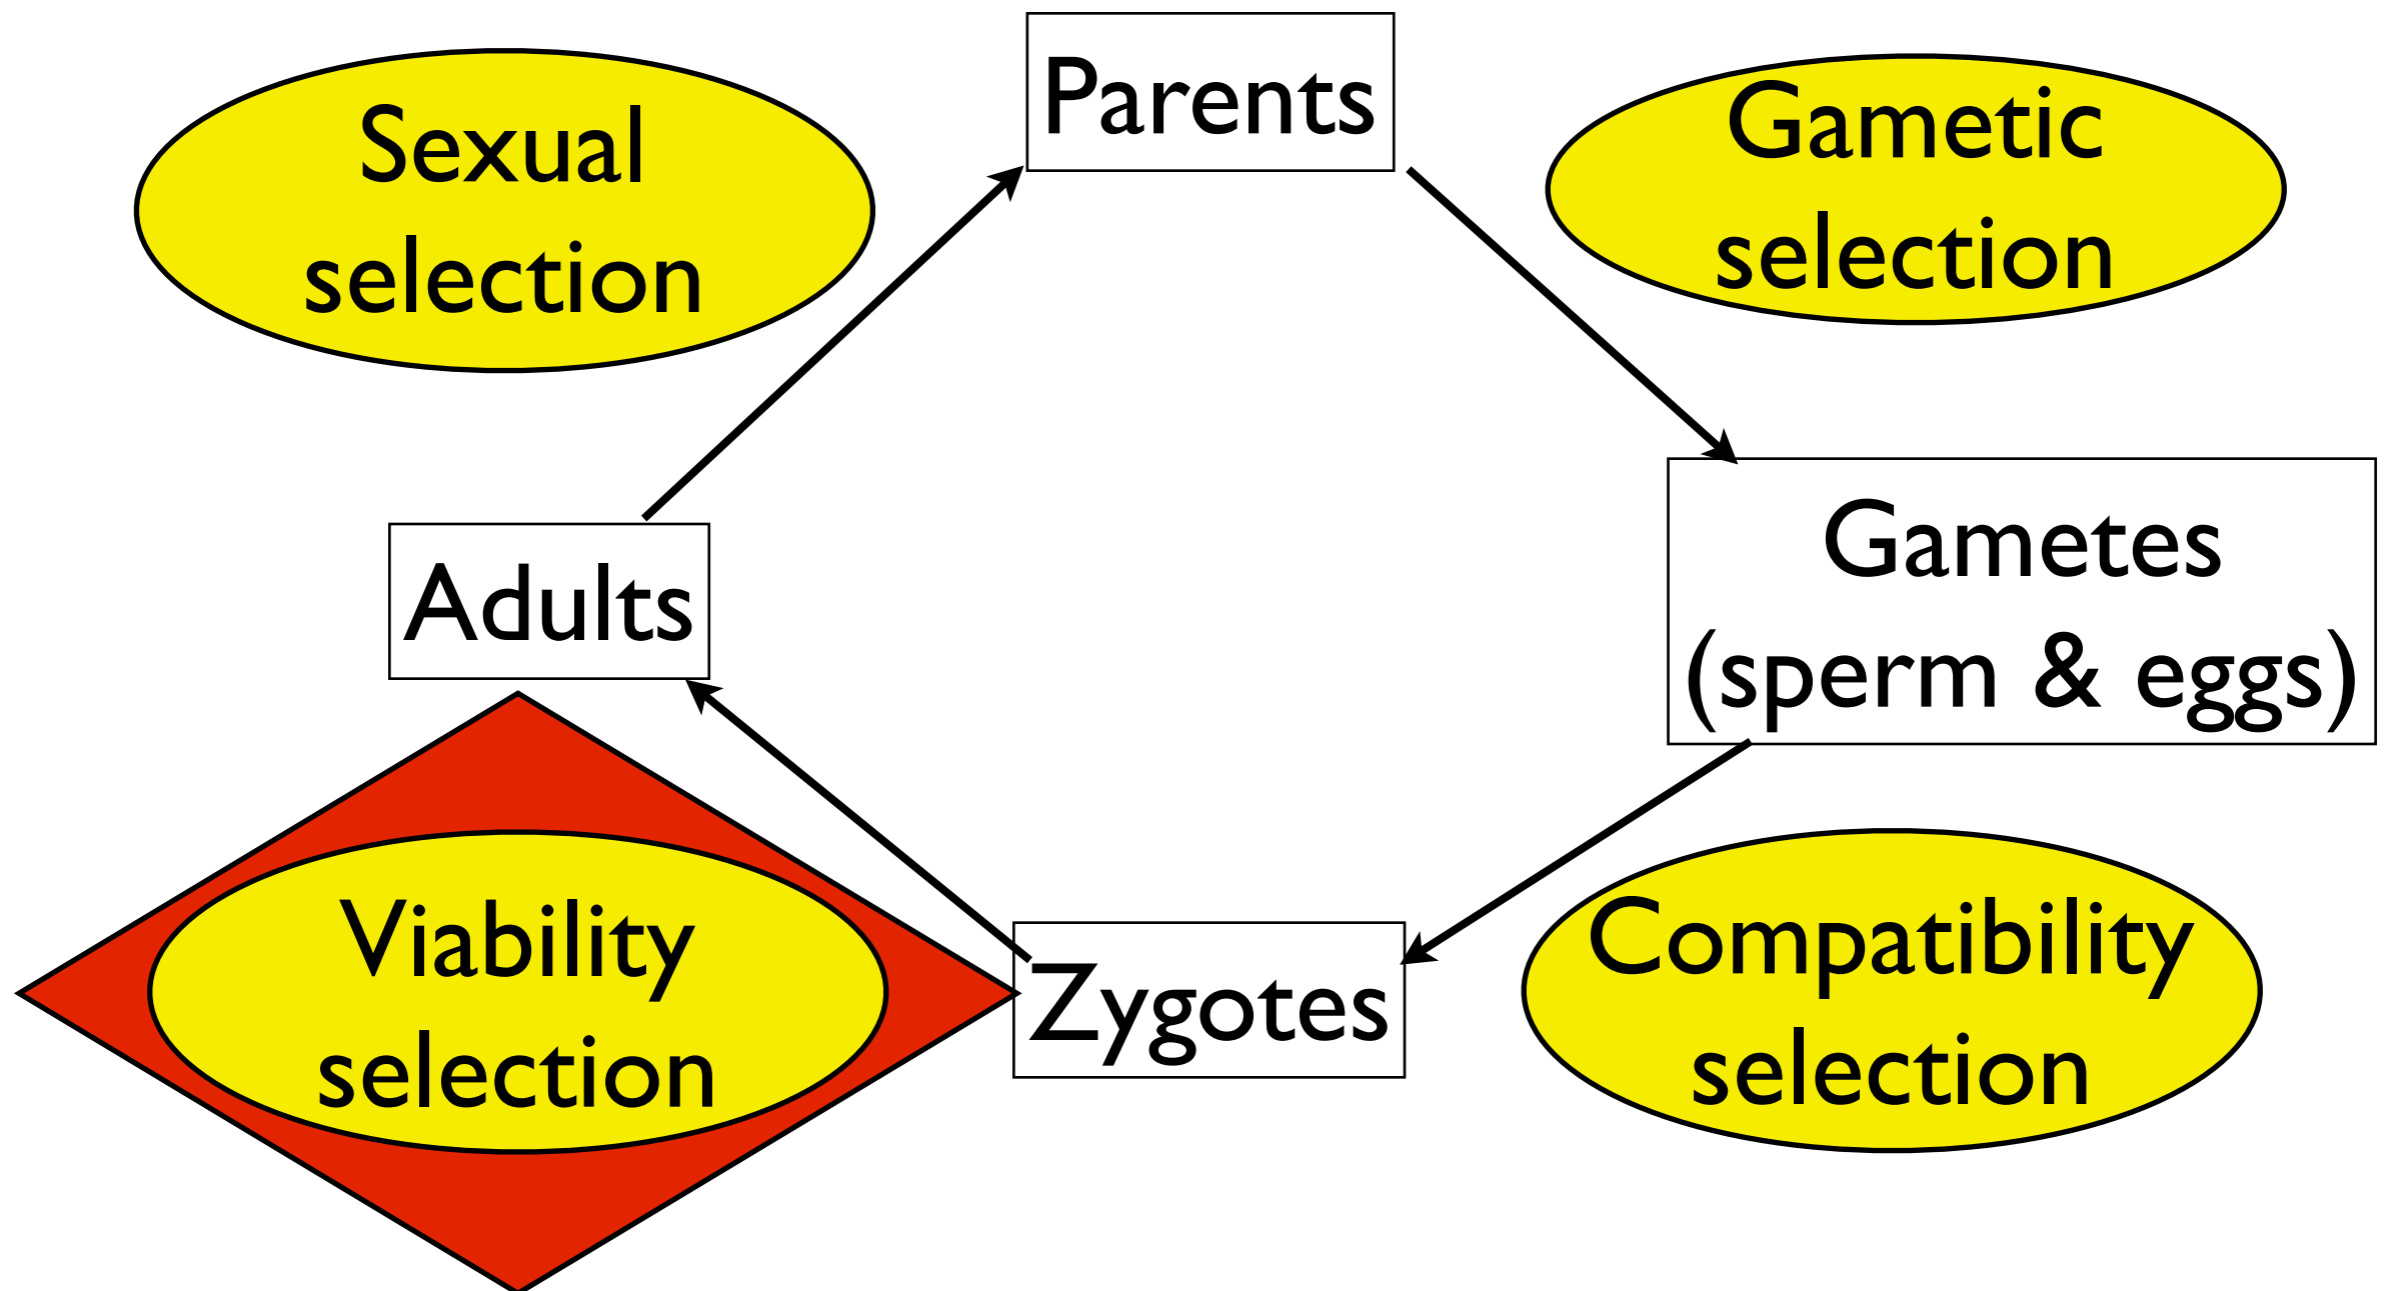 Parents
Sexual
selection
Gametic
selection
Adults
Gametes
(sperm & eggs)
Viability
selection
Zygotes
Compatibility
selection